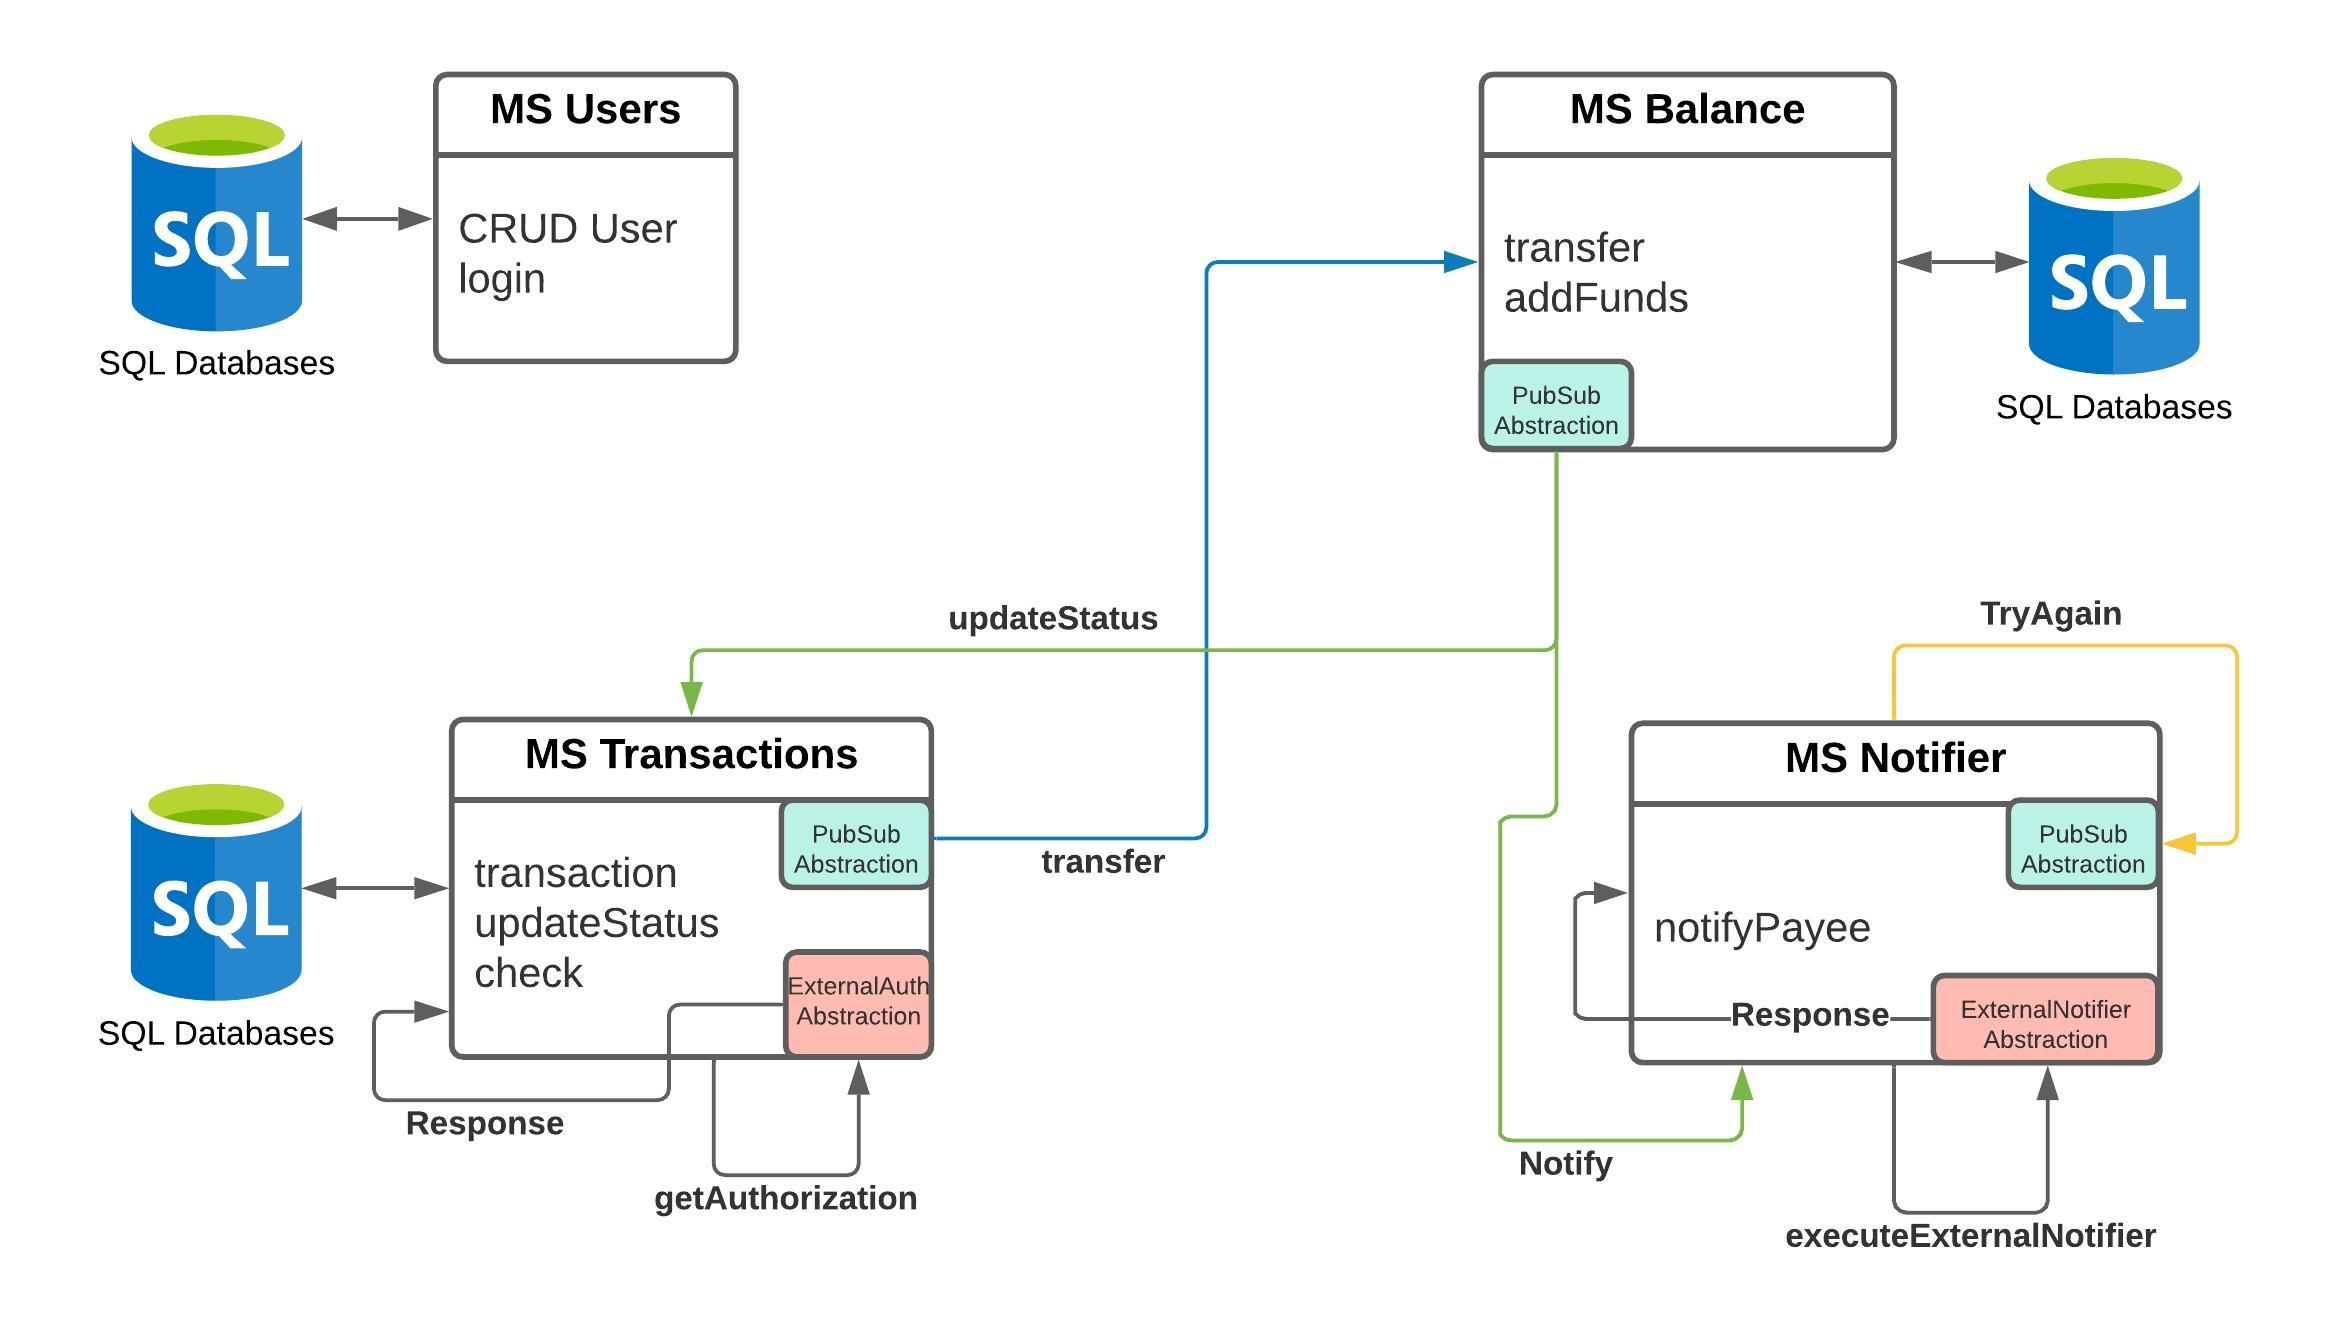 MS Users
SQL
CRUD User
login
SQL Databases
MS Balance
transfer
addFunds
PubSub
Abstraction
SQL
SQL Databases
updateStatus
transfer
MS Transactions
PubSub
Abstraction
transaction
updateStatus
check
ExternalAuth
Abstraction
SQL
SQL Databases
Response
getAuthorization
TryAgain
MS Notifier
PubSub
Abstraction
notifyPayee
Response
ExternalNotifier
Abstraction
Notify
executeExternalNotifier